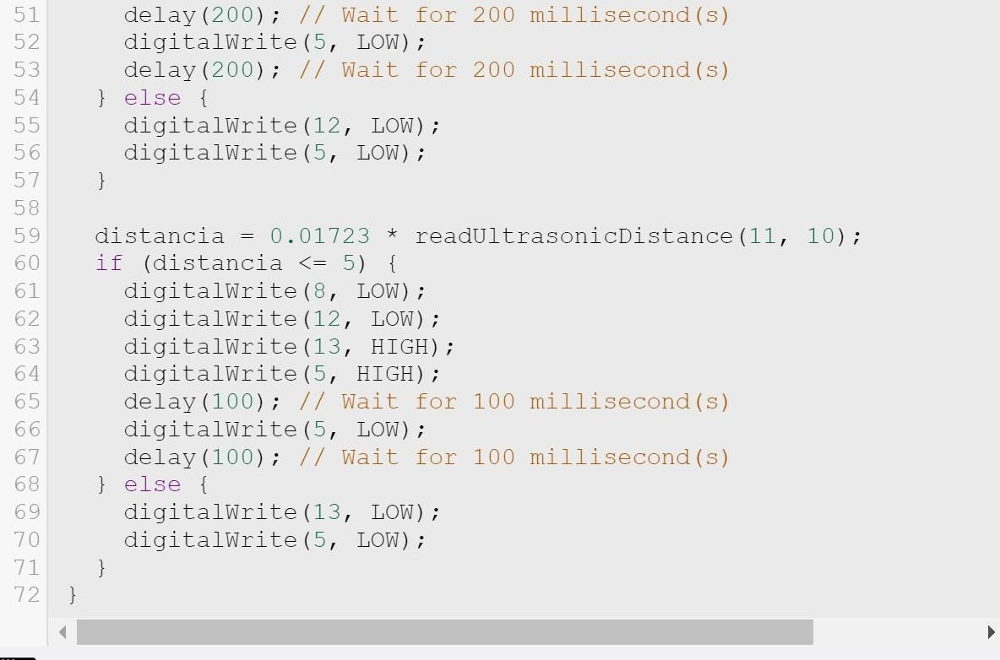 51 delay(200); // Wait for 200 millisecond(s)
52 digitalWrite(5, LOW);
53 delay(200); // Wait for 200 millisecond(s)
54 } else {
55 digitalWrite(12, LOW);
56 digitalWrite(5, LOW);
57 }
58
59 distancia = 0.01723 * readUltrasonicDistance(11, 10);
60 if (distancia <= 5) {
61 digitalWrite(8, LOW);
62 digitalWrite(12, LOW);
63 digitalWrite(13, HIGH);
64 digitalWrite(5, HIGH);
65 delay(100); // Wait for 100 millisecond(s)
66 digitalWrite(5, LOW);
67 delay(100); // Wait for 100 millisecond(s)
68 } else {
69 digitalWrite(13, LOW);
70 digitalWrite(5, LOW);
71 }
72 }